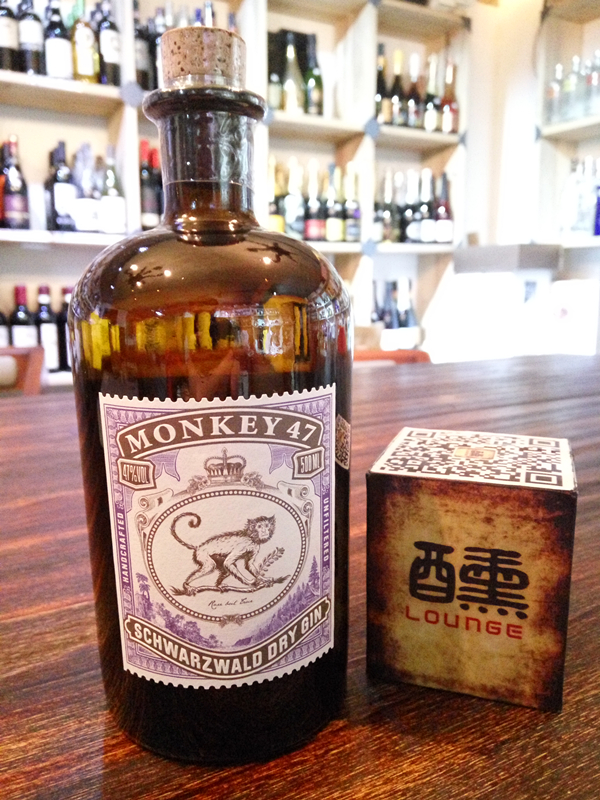 MONKEY 47
47%VOL
500ML
HANDCRAFTED
UNFILTERED
SCHWARZWALD DRY GIN
醺
LOUNGE